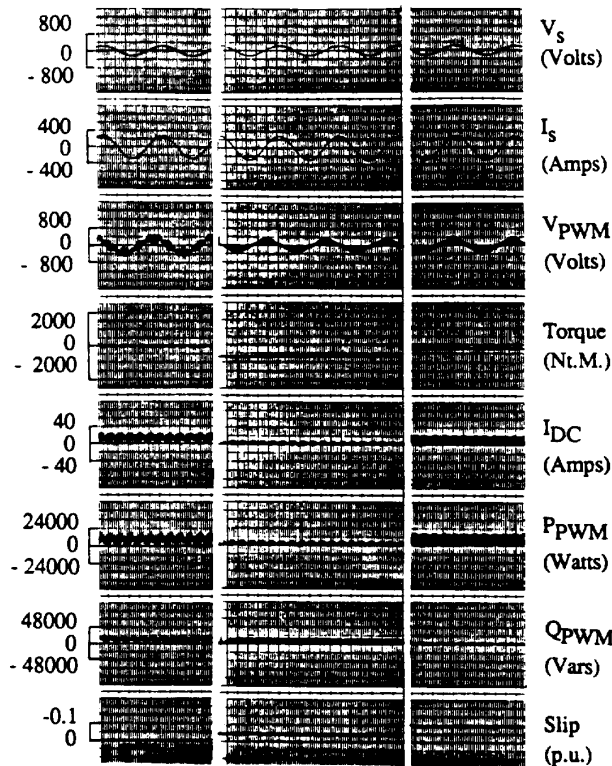 800
0
- 800
V_S
(Volts)
400
0
- 400
I_S
(Amps)
800
0
- 800
V_PWM
(Volts)
2000
0
- 2000
Torque
(Nt.M.)
40
0
- 40
I_DC
(Amps)
24000
0
- 24000
P_PWM
(Watts)
48000
0
- 48000
Q_PWM
(Vars)
-0.1
0
Slip
(p.u.)